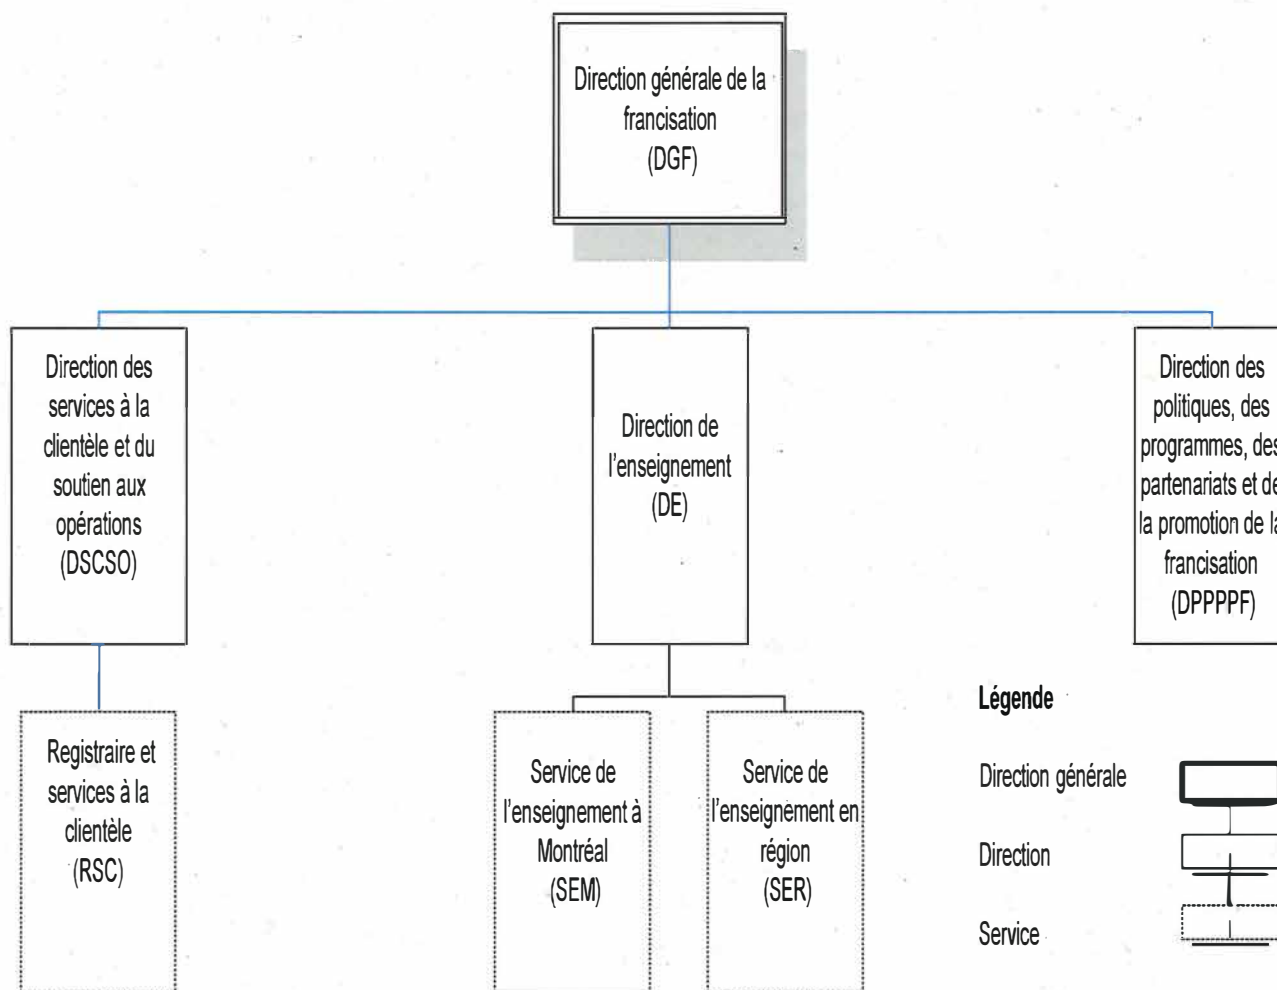 Direction générale de la
francisation
(DGF)
Direction des
services à la
clientèle et du
soutien aux
opérations
(DSCSO)
Direction de
l'enseignement
(DE)
Direction des
politiques, des
programmes, des
partenariats et de
la promotion de la
francisation
(DPPPPF)
Registraire et
services à la
clientèle
(RSC)
Service de
l'enseignement à
Montréal
(SEM)
Service de
l'enseignement en
région
(SER)
Légende
Direction générale
Direction
Service